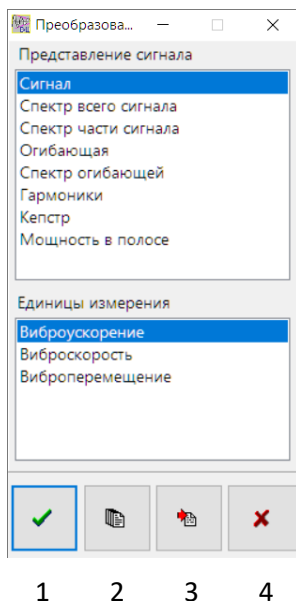 Преобразова...
Представление сигнала
Сигнал
Спектр всего сигнала
Спектр части сигнала
Огибающая
Спектр огибающей
Гармоники
Кепстр
Мощность в полосе
Единицы измерения
Виброускорение
Виброскорость
Виброперемещение
1 2 3 4